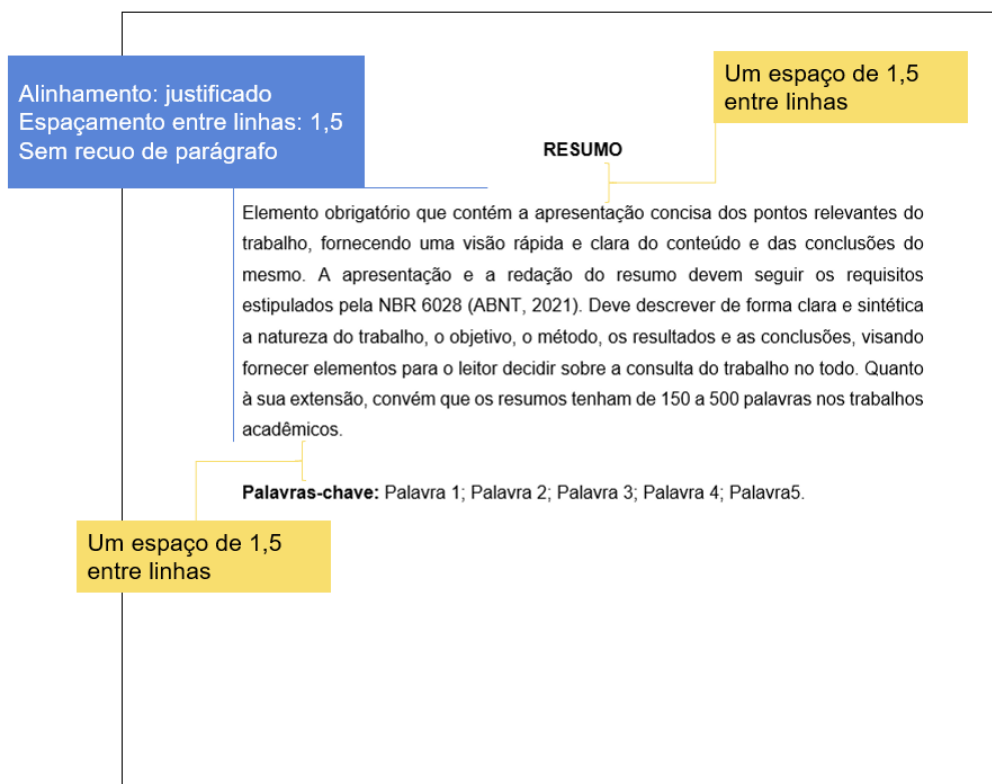 Alinhamento: justificado
Espaçamento entre linhas: 1,5
Sem recuo de parágrafo
Um espaço de 1,5
entre linhas
RESUMO
Elemento obrigatório que contém a apresentação concisa dos pontos relevantes do
trabalho, fornecendo uma visão rápida e clara do conteúdo e das conclusões do
mesmo. A apresentação e a redação do resumo devem seguir os requisitos
estipulados pela NBR 6028 (ABNT, 2021). Deve descrever de forma clara e sintética
a natureza do trabalho, o objetivo, o método, os resultados e as conclusões, visando
fornecer elementos para o leitor decidir sobre a consulta do trabalho no todo. Quanto
à sua extensão, convém que os resumos tenham de 150 a 500 palavras nos trabalhos
acadêmicos.
Palavras-chave: Palavra 1; Palavra 2; Palavra 3; Palavra 4; Palavra5.
Um espaço de 1,5
entre linhas